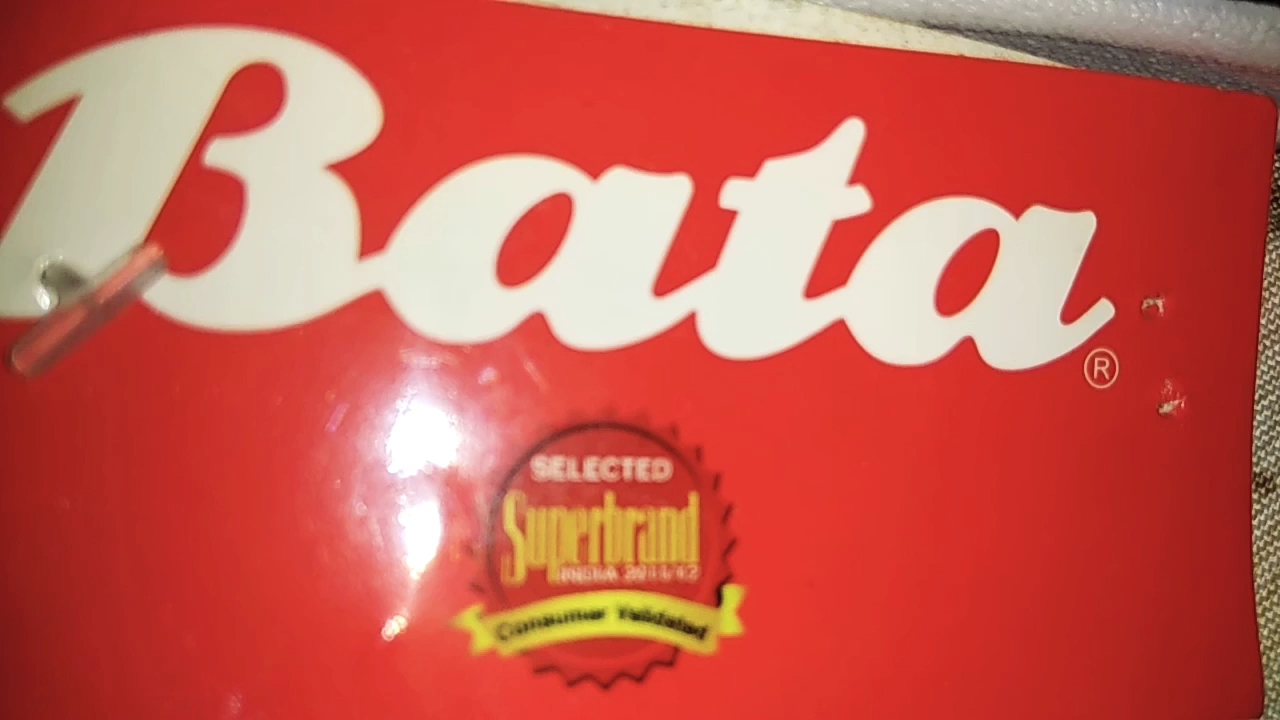 Bata
®
SELECTED
Superbrand
INDIA 2011/12
Consumer Validated